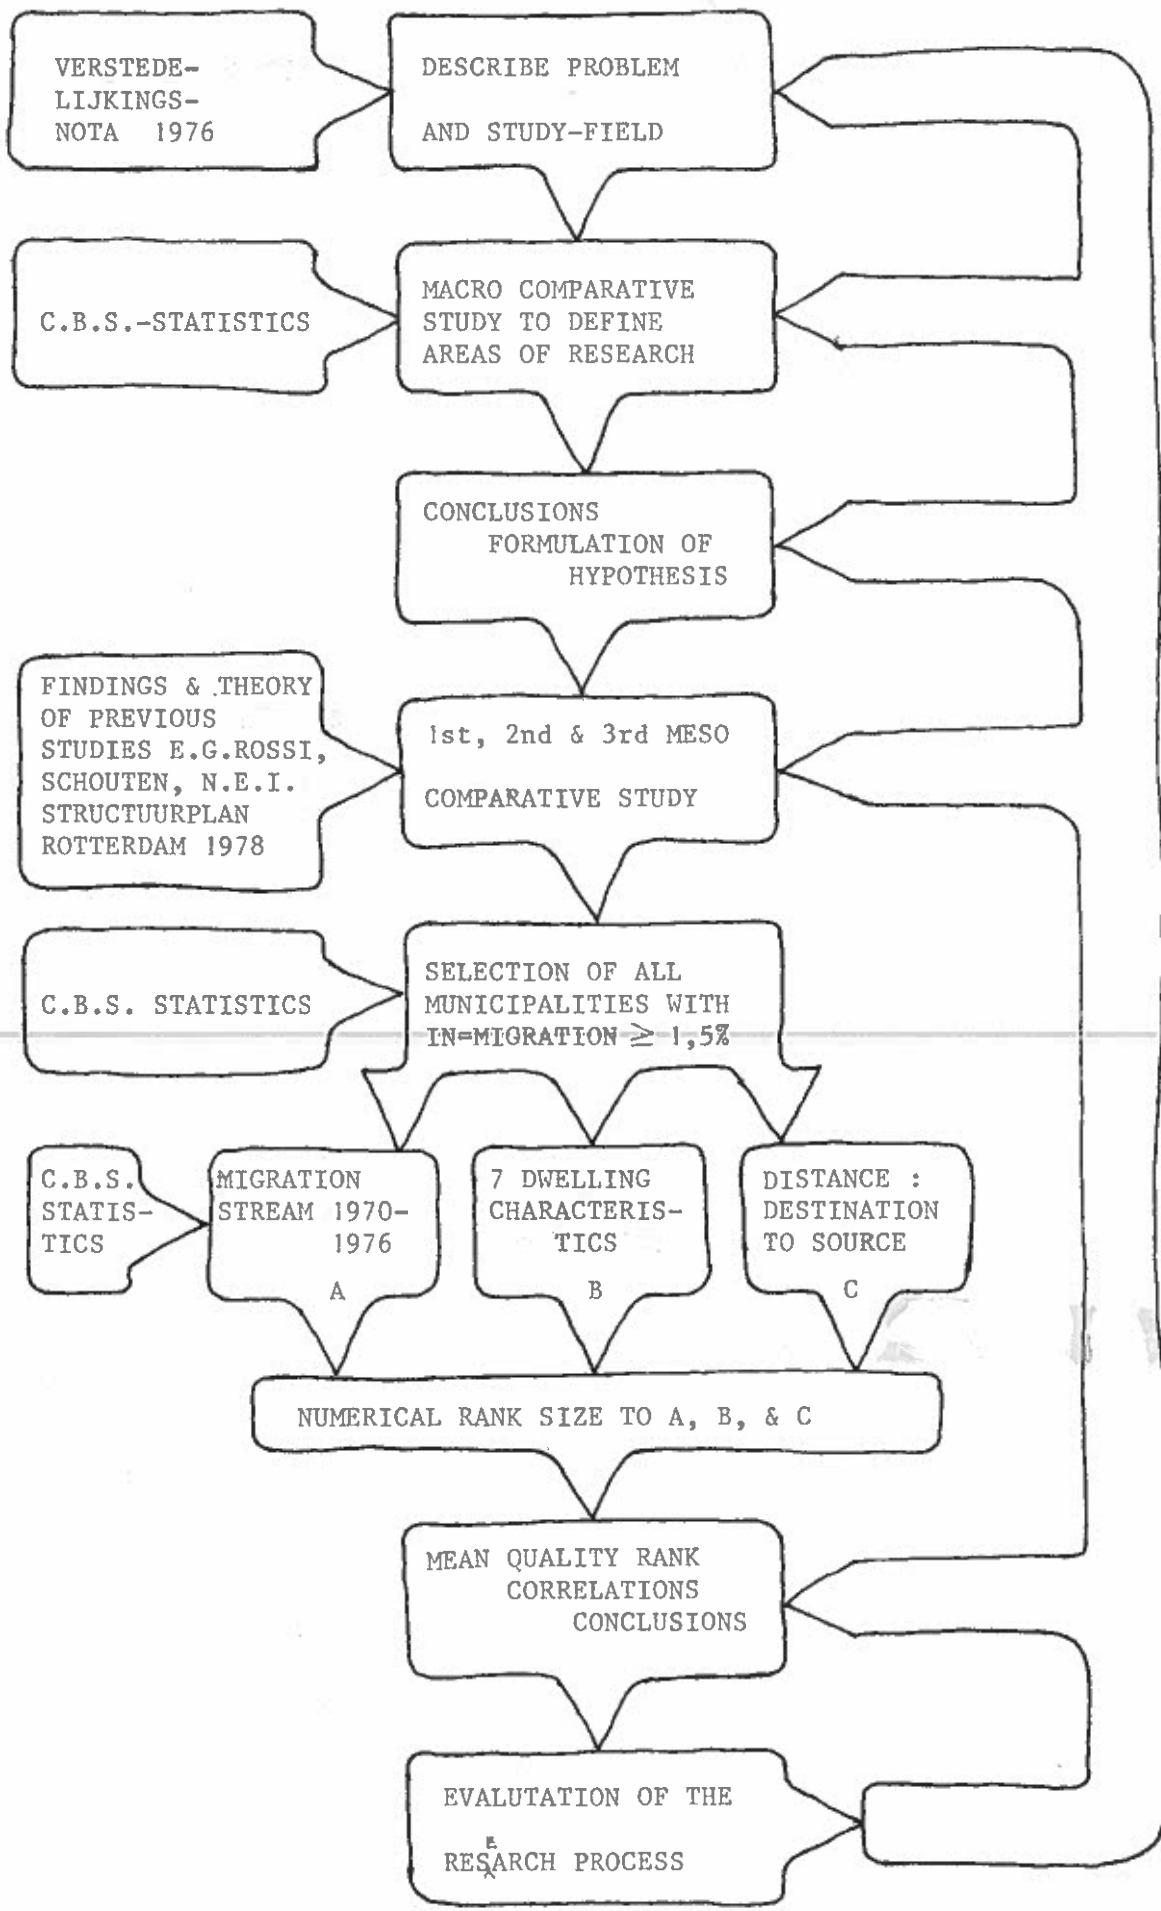 VERSTEDE-
LIJKINGS-
NOTA 1976
DESCRIBE PROBLEM
AND STUDY-FIELD
C.B.S.-STATISTICS
MACRO COMPARATIVE
STUDY TO DEFINE
AREAS OF RESEARCH
CONCLUSIONS
FORMULATION OF
HYPOTHESIS
FINDINGS & THEORY
OF PREVIOUS
STUDIES E.G.ROSSI,
SCHOUTEN, N.E.I.
STRUCTUURPLAN
ROTTERDAM 1978
1st, 2nd & 3rd MESO
COMPARATIVE STUDY
C.B.S. STATISTICS
SELECTION OF ALL
MUNICIPALITIES WITH
IN=MIGRATION ≥ 1,5%
C.B.S.
STATIS-
TICS
MIGRATION
STREAM 1970-
1976
A
7 DWELLING
CHARACTERIS-
TICS
B
DISTANCE :
DESTINATION
TO SOURCE
C
NUMERICAL RANK SIZE TO A, B, & C
MEAN QUALITY RANK
CORRELATIONS
CONCLUSIONS
EVALUTATION OF THE
RESEARCH PROCESS